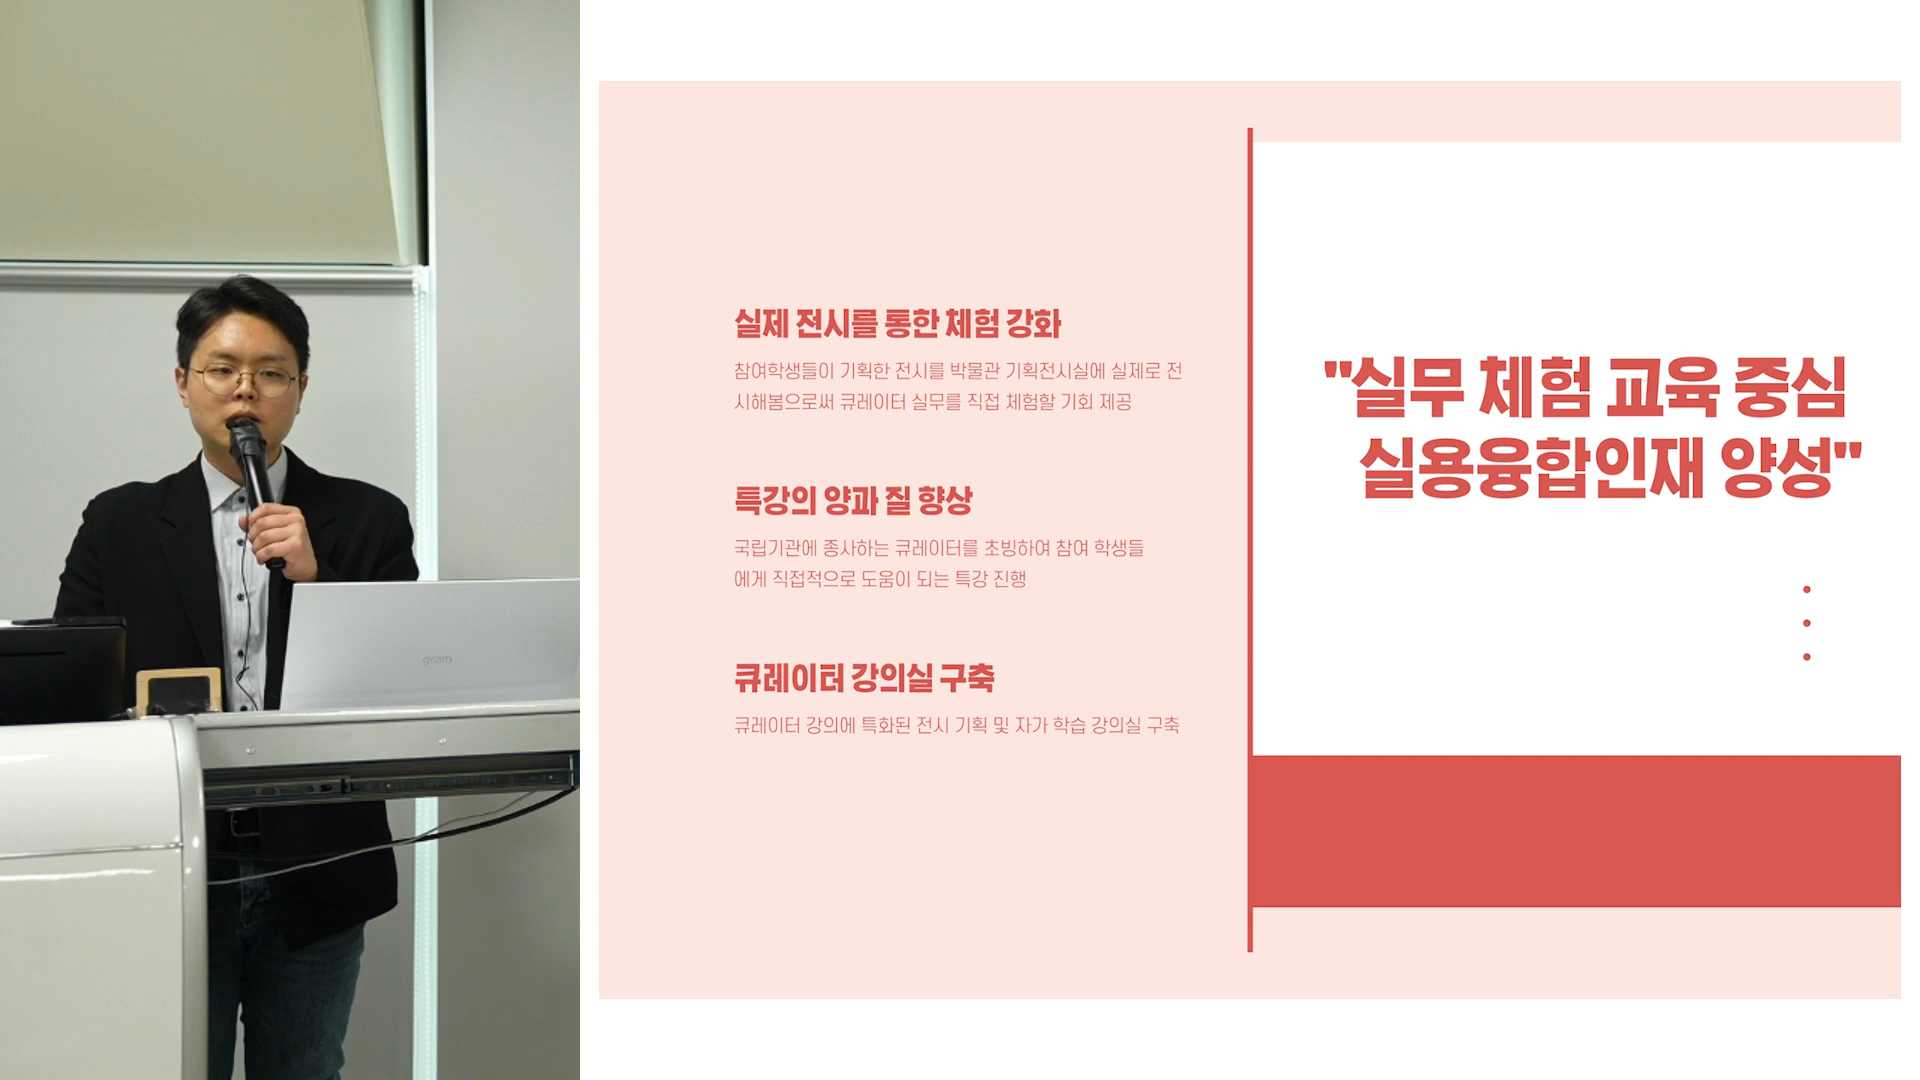 실제 전시를 통한 체험 강화
참여학생들이 기획한 전시를 박물관 기획전시실에 실제로 전
시해봄으로써 큐레이터 실무를 직접 체험할 기회 제공
특강의 양과 질 향상
국립기관에 종사하는 큐레이터를 초빙하여 참여 학생들
에게 직접적으로 도움이 되는 특강 진행
큐레이터 강의실 구축
큐레이터 강의에 특화된 전시 기획 및 자가 학습 강의실 구축
"실무 체험 교육 중심
실용융합인재 양성"
gram